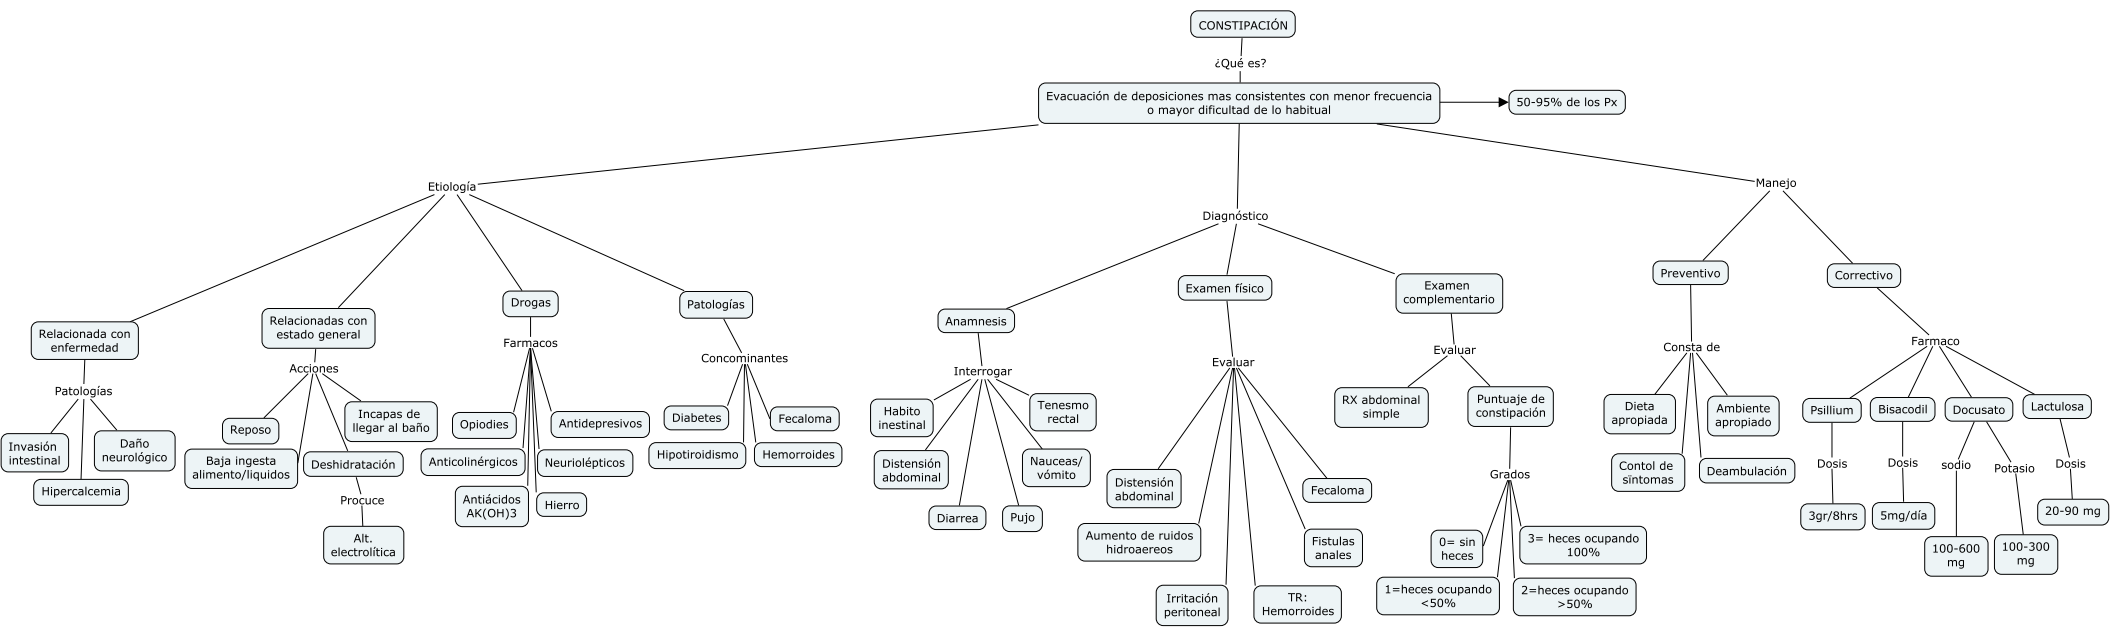 CONSTIPACIÓN
¿Qué es?
Evacuación de deposiciones mas consistentes con menor frecuencia
o mayor dificultad de lo habitual
50-95% de los Px
Etiología
Relacionada con
enfermedad
Patologías
Invasión
intestinal
Hipercalcemia
Daño
neurológico
Relacionadas con
estado general
Acciones
Reposo
Baja ingesta
alimento/liquidos
Deshidratación
Procuce
Alt.
electrolítica
Incapas de
llegar al baño
Drogas
Farmacos
Opiodies
Anticolinérgicos
Antiácidos
AK(OH)3
Hierro
Neuriolépticos
Antidepresivos
Patologías
Concominantes
Diabetes
Hipotiroidismo
Hemorroides
Fecaloma
Diagnóstico
Anamnesis
Interrogar
Habito
inestinal
Distensión
abdominal
Diarrea
Pujo
Nauceas/
vómito
Tenesmo
rectal
Examen físico
Evaluar
Distensión
abdominal
Aumento de ruidos
hidroaereos
Irritación
peritoneal
TR:
Hemorroides
Fistulas
anales
Fecaloma
Examen
complementario
Evaluar
RX abdominal
simple
Puntuaje de
constipación
Grados
0= sin
heces
1=heces ocupando
<50%
2=heces ocupando
>50%
3= heces ocupando
100%
Manejo
Preventivo
Consta de
Dieta
apropiada
Contol de
síntomas
Deambulación
Ambiente
apropiado
Correctivo
Farmaco
Psillium
Dosis
3gr/8hrs
Bisacodil
Dosis
5mg/día
Docusato
sodio
100-600
mg
Potasio
100-300
mg
Lactulosa
Dosis
20-90 mg